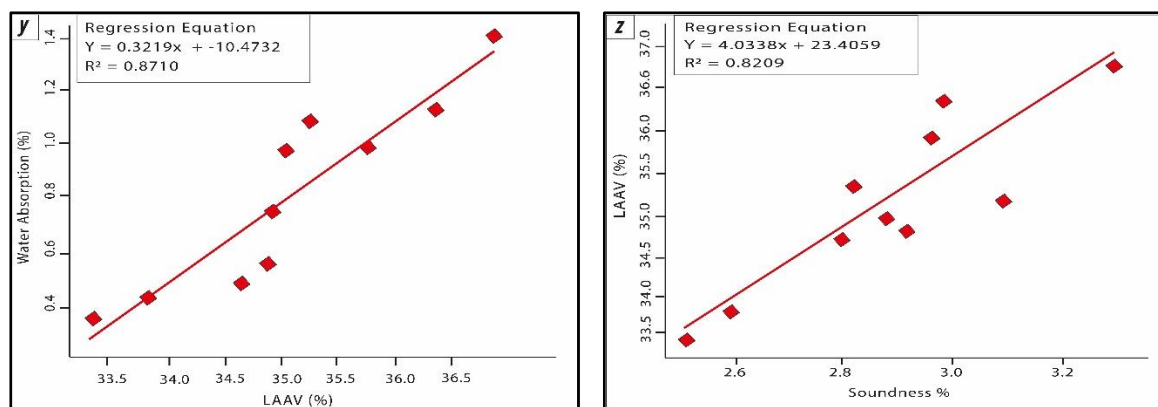 y
Regression Equation
Y = 0.3219x + -10.4732
R² = 0.8710
Water Absorption (%)
1.4
1.2
1.0
0.8
0.6
0.4
33.5 34.0 34.5 35.0 35.5 36.0 36.5
LAAV (%)
z
Regression Equation
Y = 4.0338x + 23.4059
R² = 0.8209
LAAV (%)
37.0
36.6
36.0
35.5
35.0
34.5
34.0
33.5
2.6 2.8 3.0 3.2
Soundness %